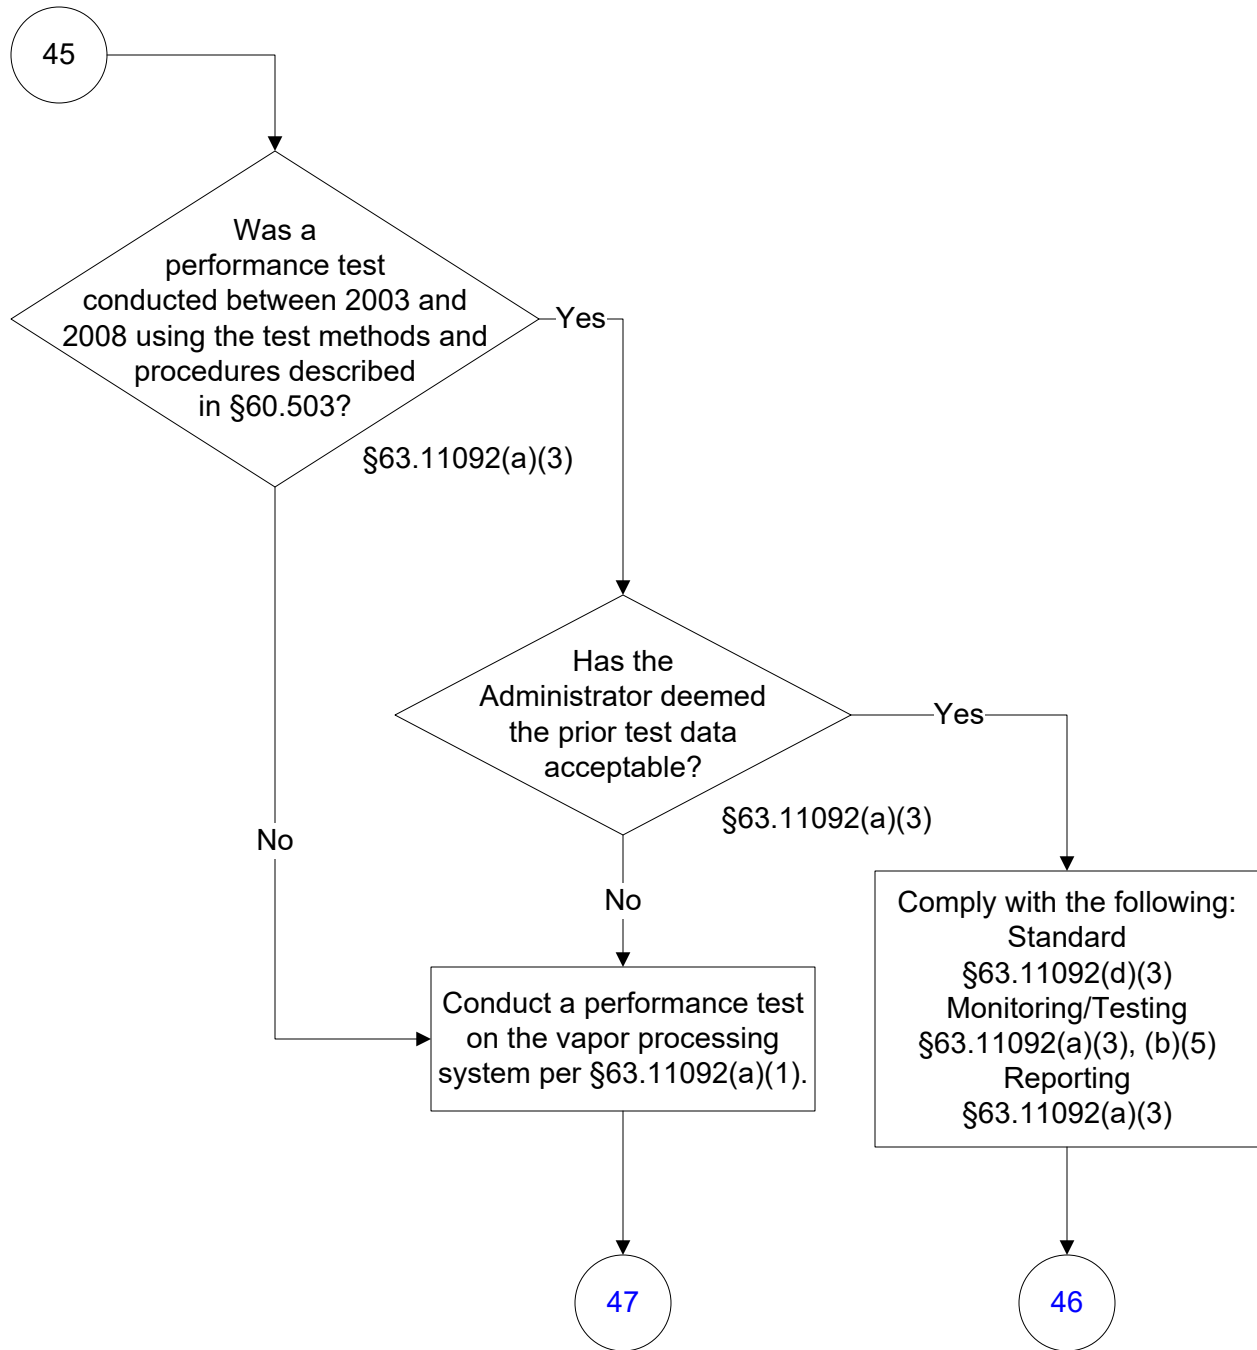 45
Was a
performance test
conducted between 2003 and
2008 using the test methods and
procedures described
in §60.503?
Yes
§63.11092(a)(3)
Has the
Administrator deemed
the prior test data
acceptable?
Yes
§63.11092(a)(3)
No
No
Comply with the following:
Standard
§63.11092(d)(3)
Monitoring/Testing
§63.11092(a)(3), (b)(5)
Reporting
§63.11092(a)(3)
Conduct a performance test
on the vapor processing
system per §63.11092(a)(1).
47
46